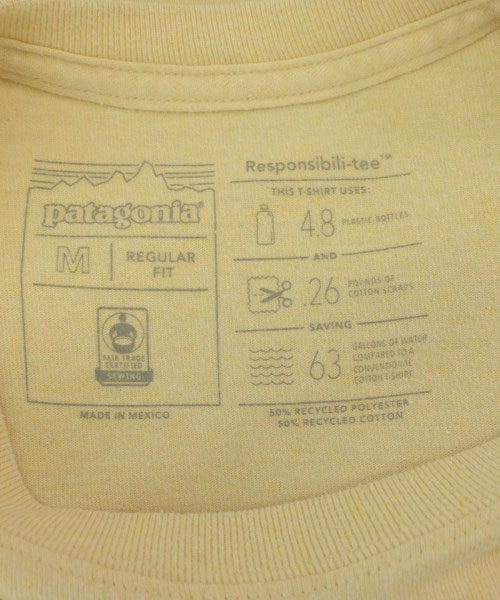 patagonia®
M
REGULAR
FIT
FAIR TRADE
CERTIFIED
SEWING
MADE IN MEXICO
Responsibili-tee™
THIS T-SHIRT USES:
4.8 PLASTIC BOTTLES
AND
.26 POUNDS OF
COTTON SCRAPS
SAVING
63 GALLONS OF WATER
COMPARED TO A
CONVENTIONAL
COTTON T-SHIRT
50% RECYCLED POLYESTER
50% RECYCLED COTTON